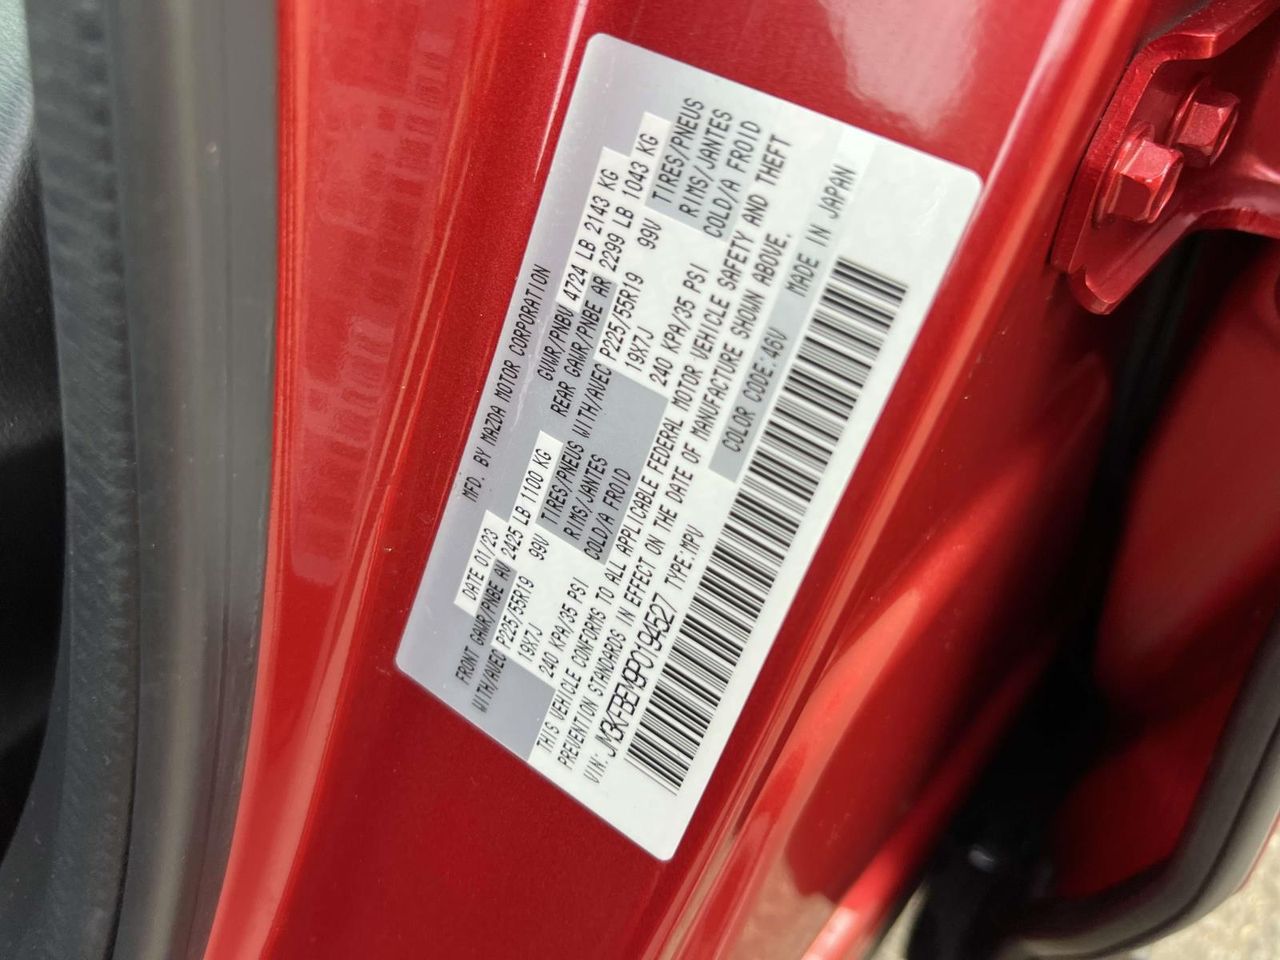 MFD. BY MAZDA MOTOR CORPORATION
DATE 01/23 GVWR/PNBV 4724 LB 2143 KG
FRONT GAWR/PNBE AV 2425 LB 1100 KG REAR GAWR/PNBE AR 2299 LB 1043 KG
WITH/AVEC P225/55R19 99V TIRES/PNEUS WITH/AVEC P225/55R19 99V TIRES/PNEUS
19X7J RIMS/JANTES 19X7J RIMS/JANTES
240 KPA/35 PSI COLD/A FROID 240 KPA/35 PSI COLD/A FROID
THIS VEHICLE CONFORMS TO ALL APPLICABLE FEDERAL MOTOR VEHICLE SAFETY AND THEFT
PREVENTION STANDARDS IN EFFECT ON THE DATE OF MANUFACTURE SHOWN ABOVE.
VIN: TYPE:MPV COLOR CODE:46V MADE IN JAPAN